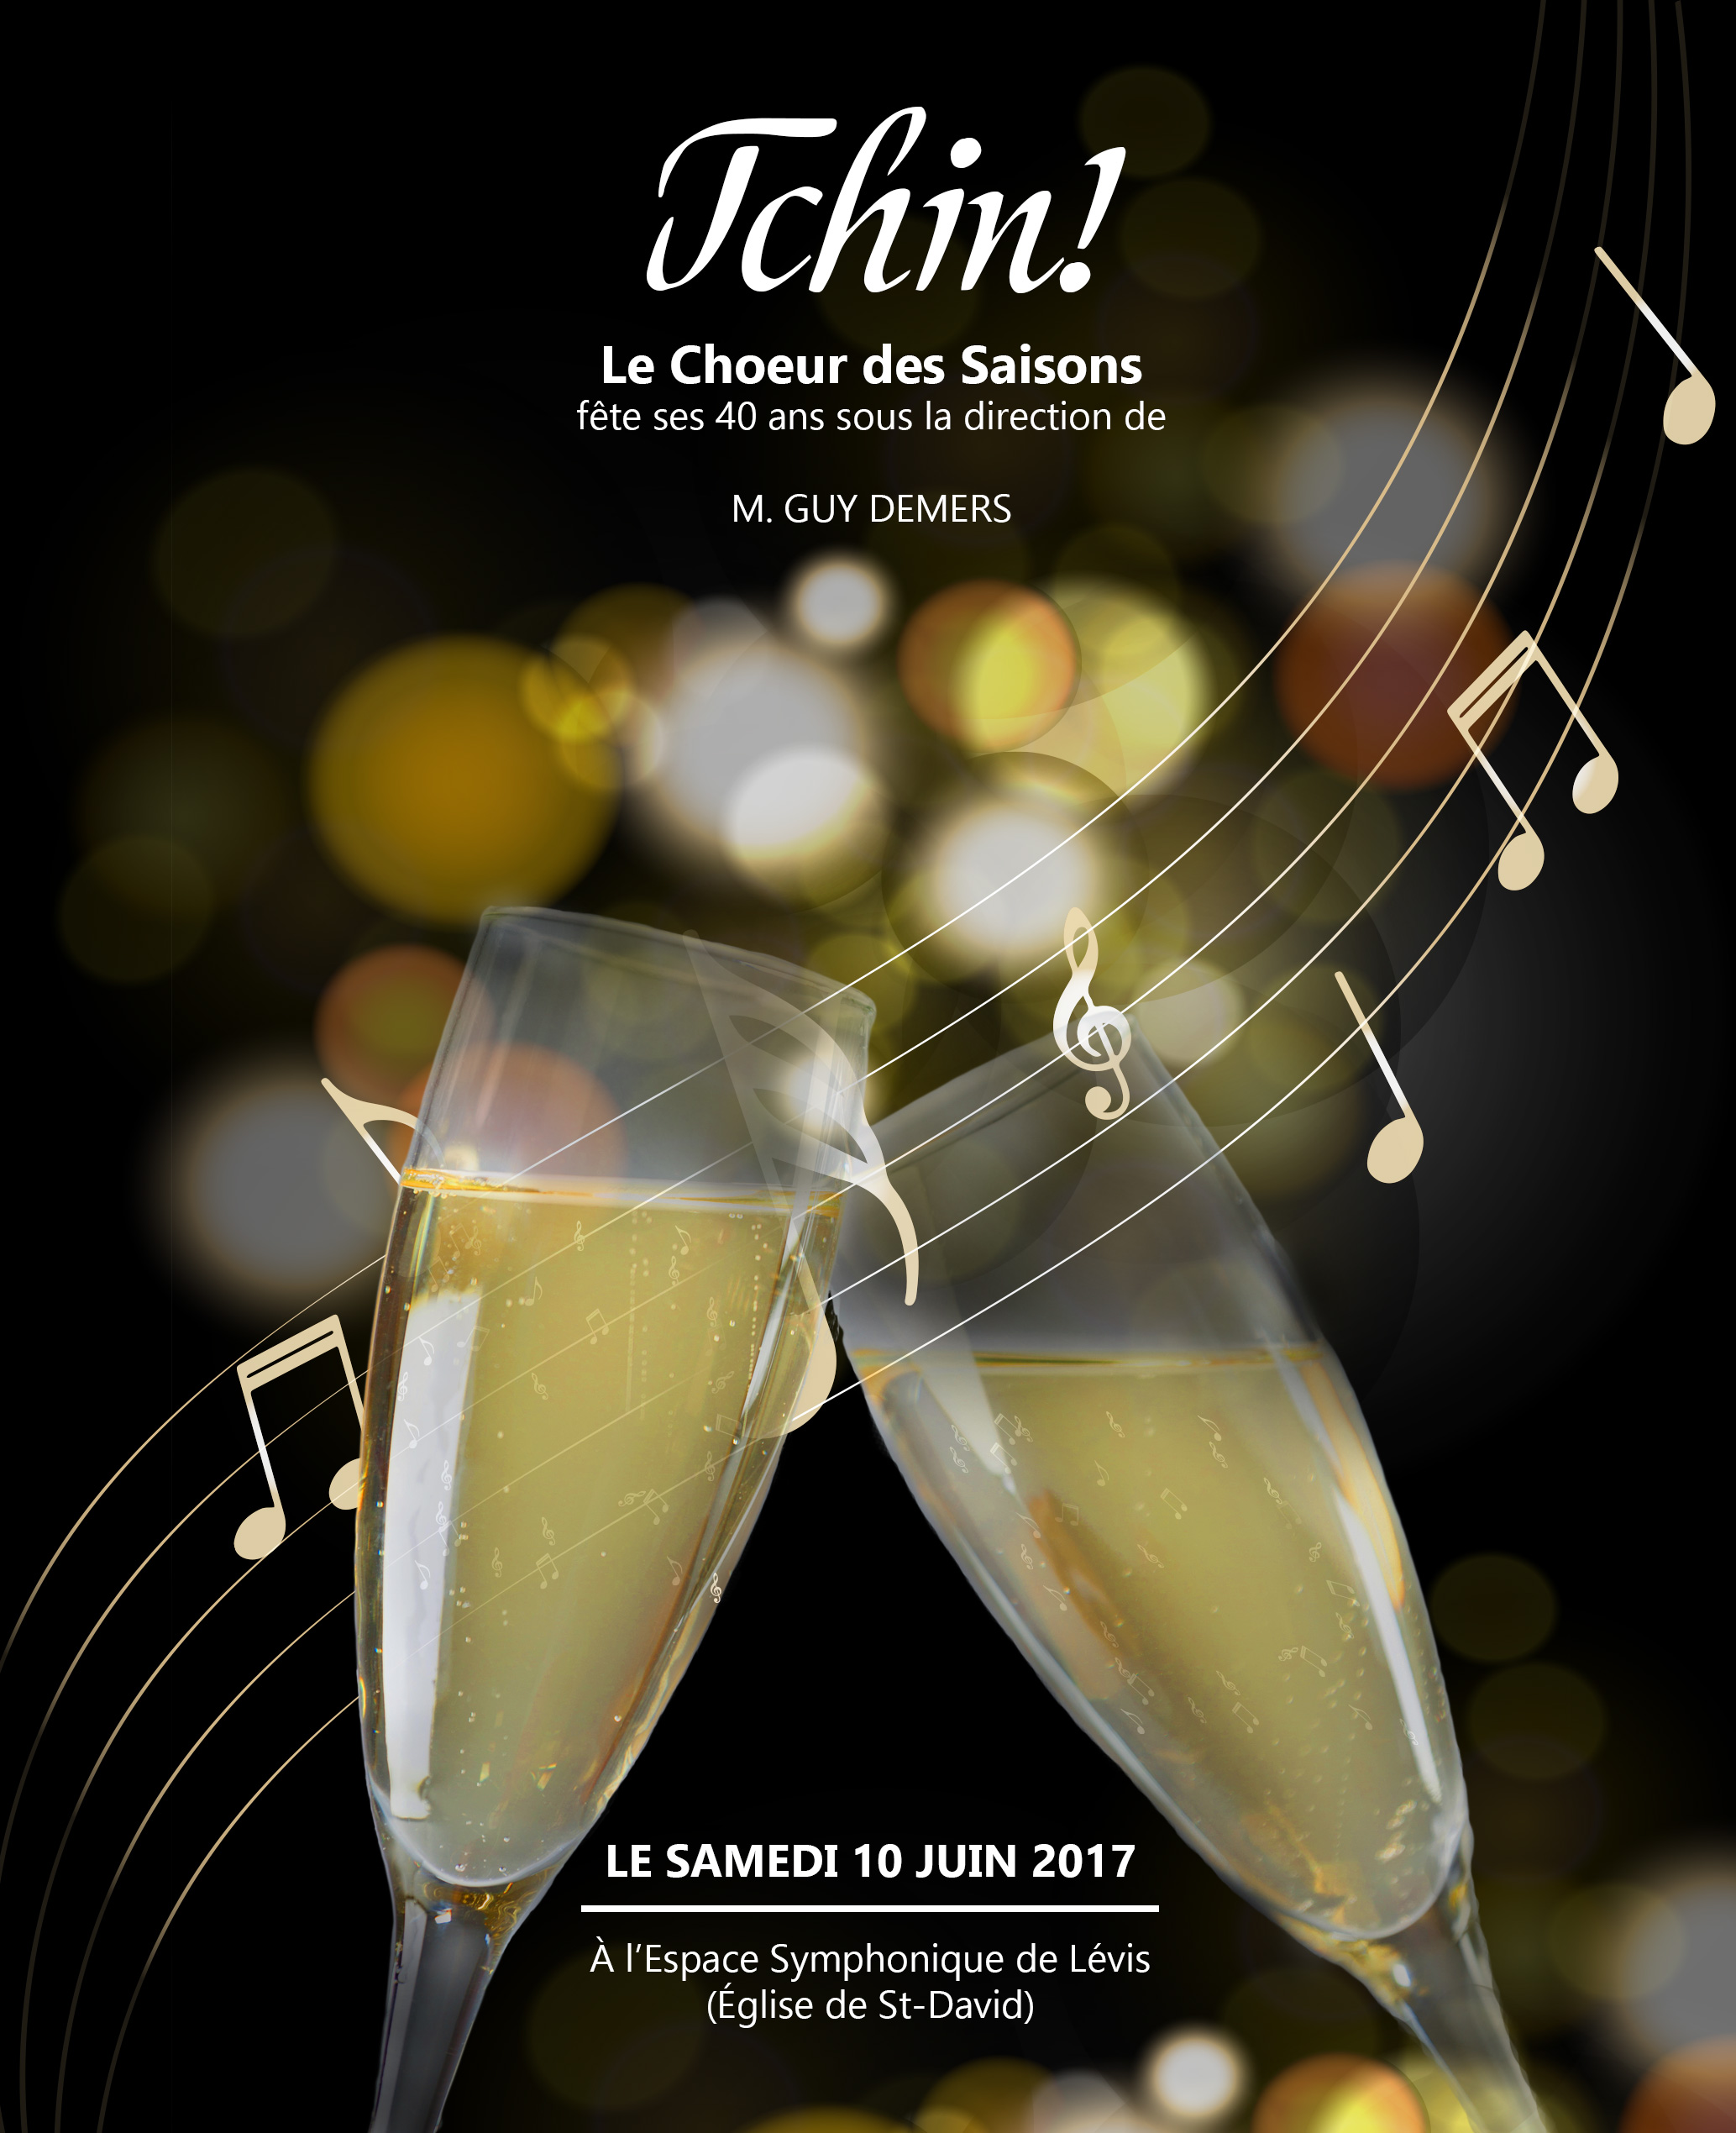 Tchin!
Le Choeur des Saisons
fête ses 40 ans sous la direction de
M. GUY DEMERS
LE SAMEDI 10 JUIN 2017
À l’Espace Symphonique de Lévis
(Église de St-David)